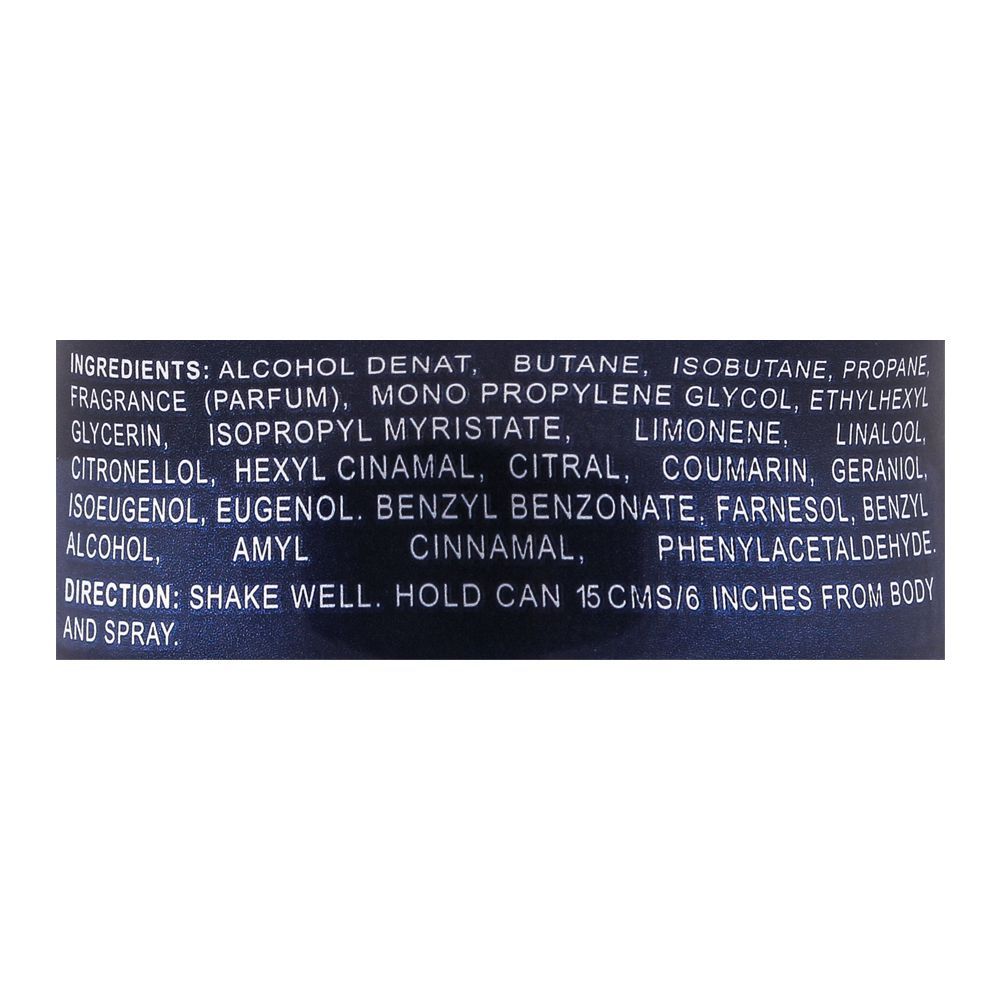 INGREDIENTS: ALCOHOL DENAT, BUTANE, ISOBUTANE, PROPANE,
FRAGRANCE (PARFUM), MONO PROPYLENE GLYCOL, ETHYLHEXYL
GLYCERIN, ISOPROPYL MYRISTATE, LIMONENE, LINALOOL,
CITRONELLOL, HEXYL CINAMAL, CITRAL, COUMARIN, GERANIOL,
ISOEUGENOL, EUGENOL. BENZYL BENZONATE, FARNESOL, BENZYL
ALCOHOL, AMYL CINNAMAL, PHENYLACETALDEHYDE.
DIRECTION: SHAKE WELL. HOLD CAN 15 CMS/6 INCHES FROM BODY
AND SPRAY.